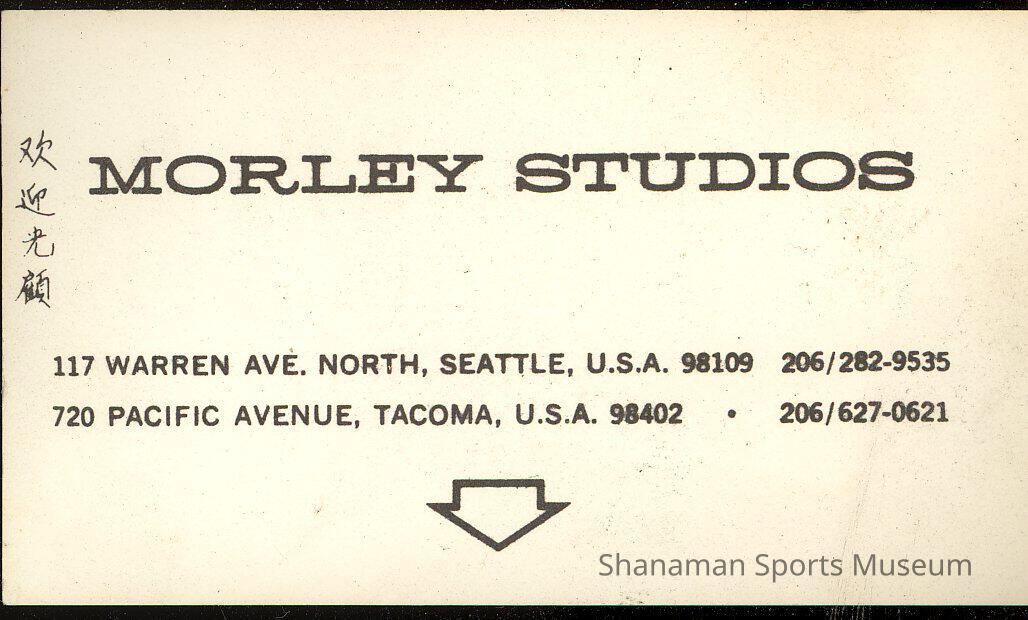 欢迎光顧
MORLEY STUDIOS
117 WARREN AVE. NORTH, SEATTLE, U.S.A. 98109 206/282-9535
720 PACIFIC AVENUE, TACOMA, U.S.A. 98402 • 206/627-0621
Shanaman Sports Museum